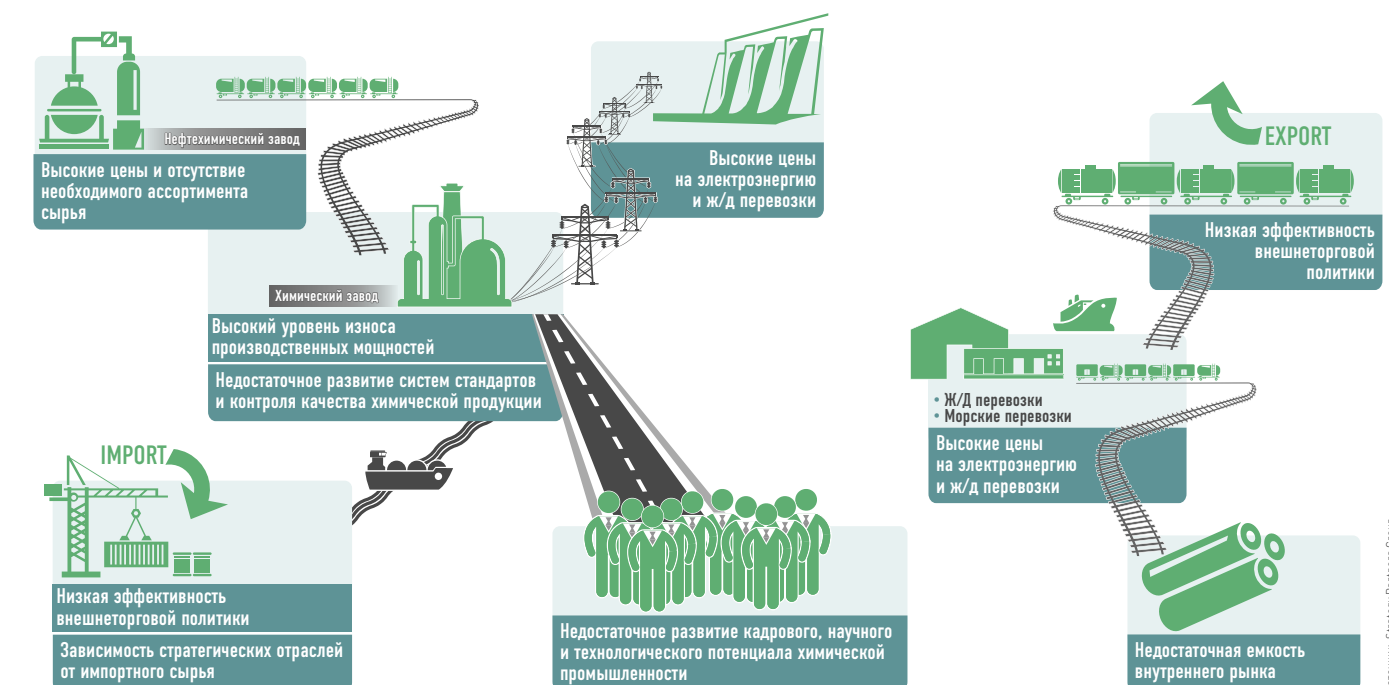 Нефтехимический завод
Высокие цены и отсутствие
необходимого ассортимента
сырья
Высокие цены
на электроэнергию
и ж/д перевозки
Химический завод
Высокий уровень износа
производственных мощностей
Недостаточное развитие систем стандартов
и контроля качества химической продукции
IMPORT
Низкая эффективность
внешнеторговой политики
Зависимость стратегических отраслей
от импортного сырья
Недостаточное развитие кадрового, научного
и технологического потенциала химической
промышленности
EXPORT
Низкая эффективность
внешнеторговой
политики
• Ж/Д перевозки
• Морские перевозки
Высокие цены
на электроэнергию
и ж/д перевозки
Недостаточная емкость
внутреннего рынка